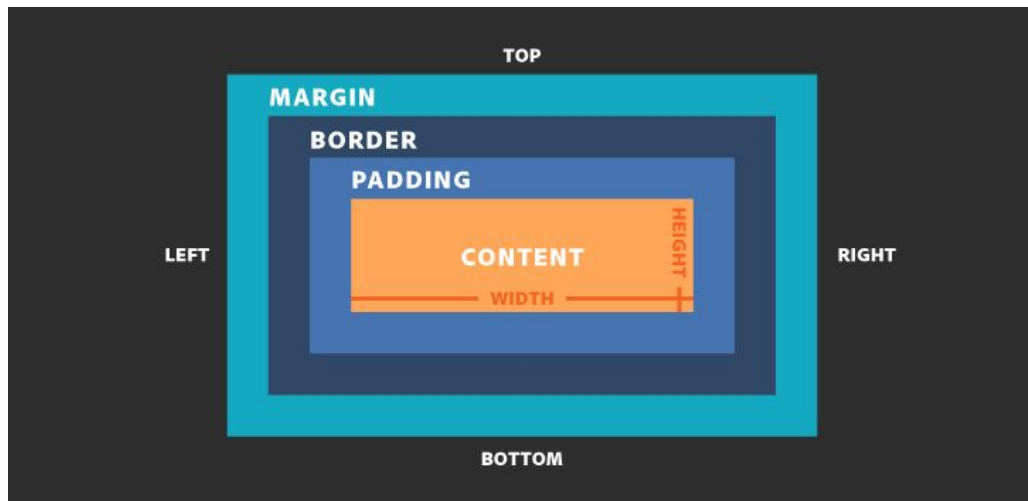 TOP
MARGIN
BORDER
PADDING
HEIGHT
LEFT
CONTENT
RIGHT
WIDTH
BOTTOM